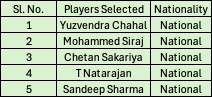 Sl. No. Players Selected Nationality
1 Yuzvendra Chahal National
2 Mohammed Siraj National
3 Chetan Sakariya National
4 T Natarajan National
5 Sandeep Sharma National